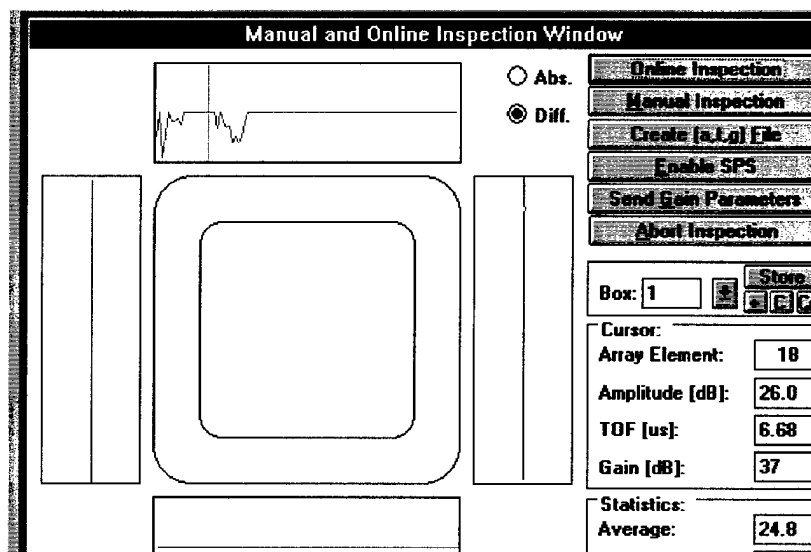 Manual and Online Inspection Window
Abs.
Diff.
Online Inspection
Manual Inspection
Create [a,t,g] File
Enable SPS
Send Gain Parameters
Abort Inspection
Box: 1
Store
C
Cursor:
Array Element: 18
Amplitude [dB]: 26.0
TOF [us]: 6.68
Gain [dB]: 37
Statistics:
Average: 24.8